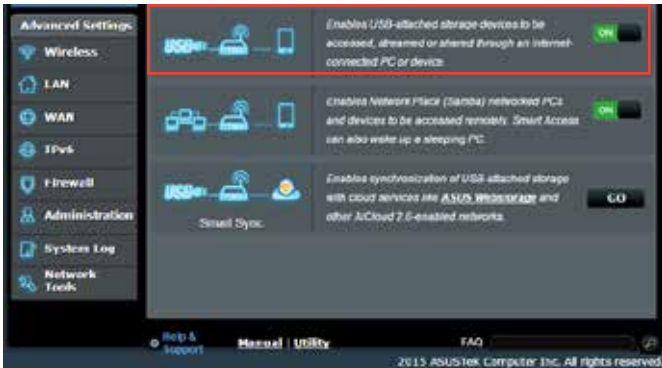 Advanced Settings
Wireless
LAN
WAN
IPv6
Firewall
Administration
System Log
Network
Tools
USB
Enables USB-attached storage devices to be
accessed, streamed or shared through an Internet-
connected PC or device.
ON
Enables Network Place (Samba) networked PCs
and devices to be accessed remotely. Smart Access
can also wake up a sleeping PC.
ON
USB
Smart Sync
Enables synchronization of USB-attached storage
with cloud services like ASUS Webstorage and
other AiCloud 2.0-enabled networks.
GO
Help &
Support
Manual | Utility
FAQ
2015 ASUSTek Computer Inc. All rights reserved.